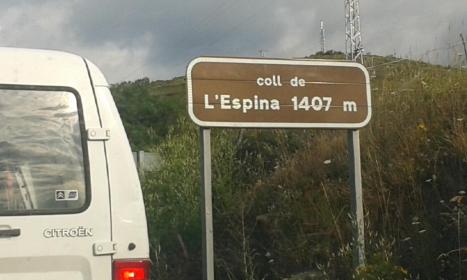 coll de
L'Espina 1407 m
CITROËN